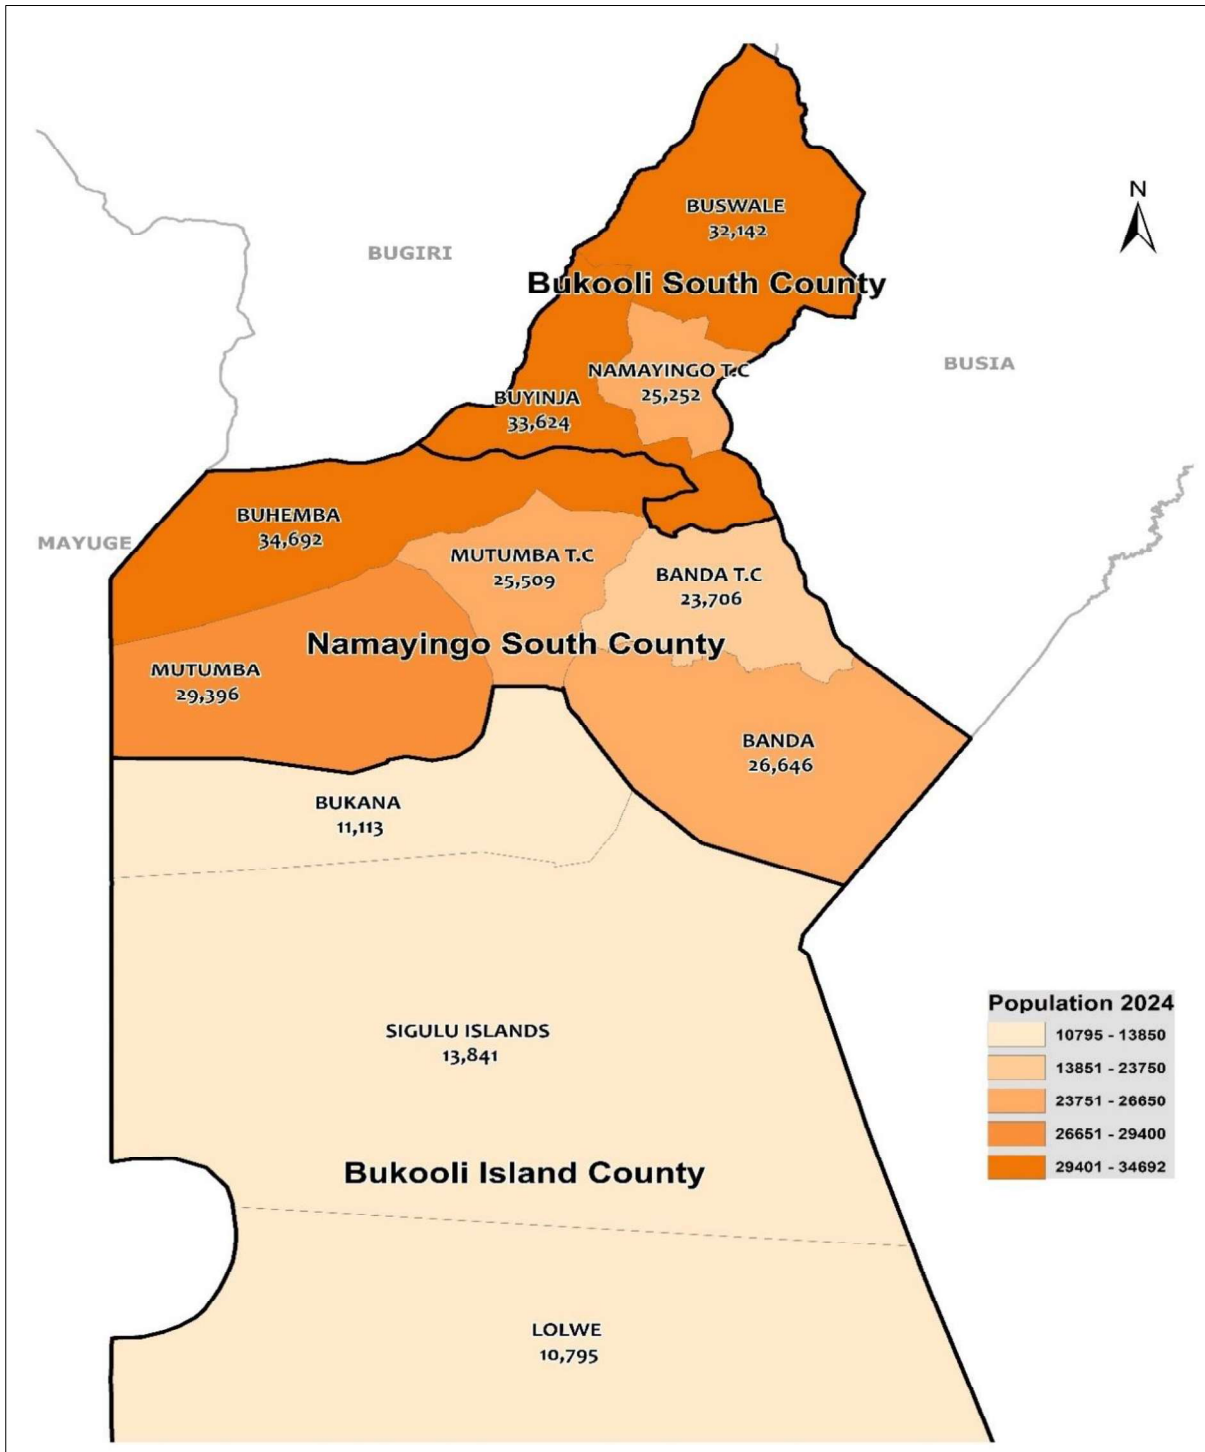 N
BUSWALE
32,142
BUGIRI
Bukooli South County
BUSIA
NAMAYINGO T.C
25,252
BUYINJA
33,624
BUHEMBA
34,692
MAYUGE
MUTUMBA T.C
25,509
BANDA T.C
23,706
Namayingo South County
MUTUMBA
29,396
BANDA
26,646
BUKANA
11,113
SIGULU ISLANDS
13,841
Bukooli Island County
LOLWE
10,795
Population 2024
10795 - 13850
13851 - 23750
23751 - 26650
26651 - 29400
29401 - 34692